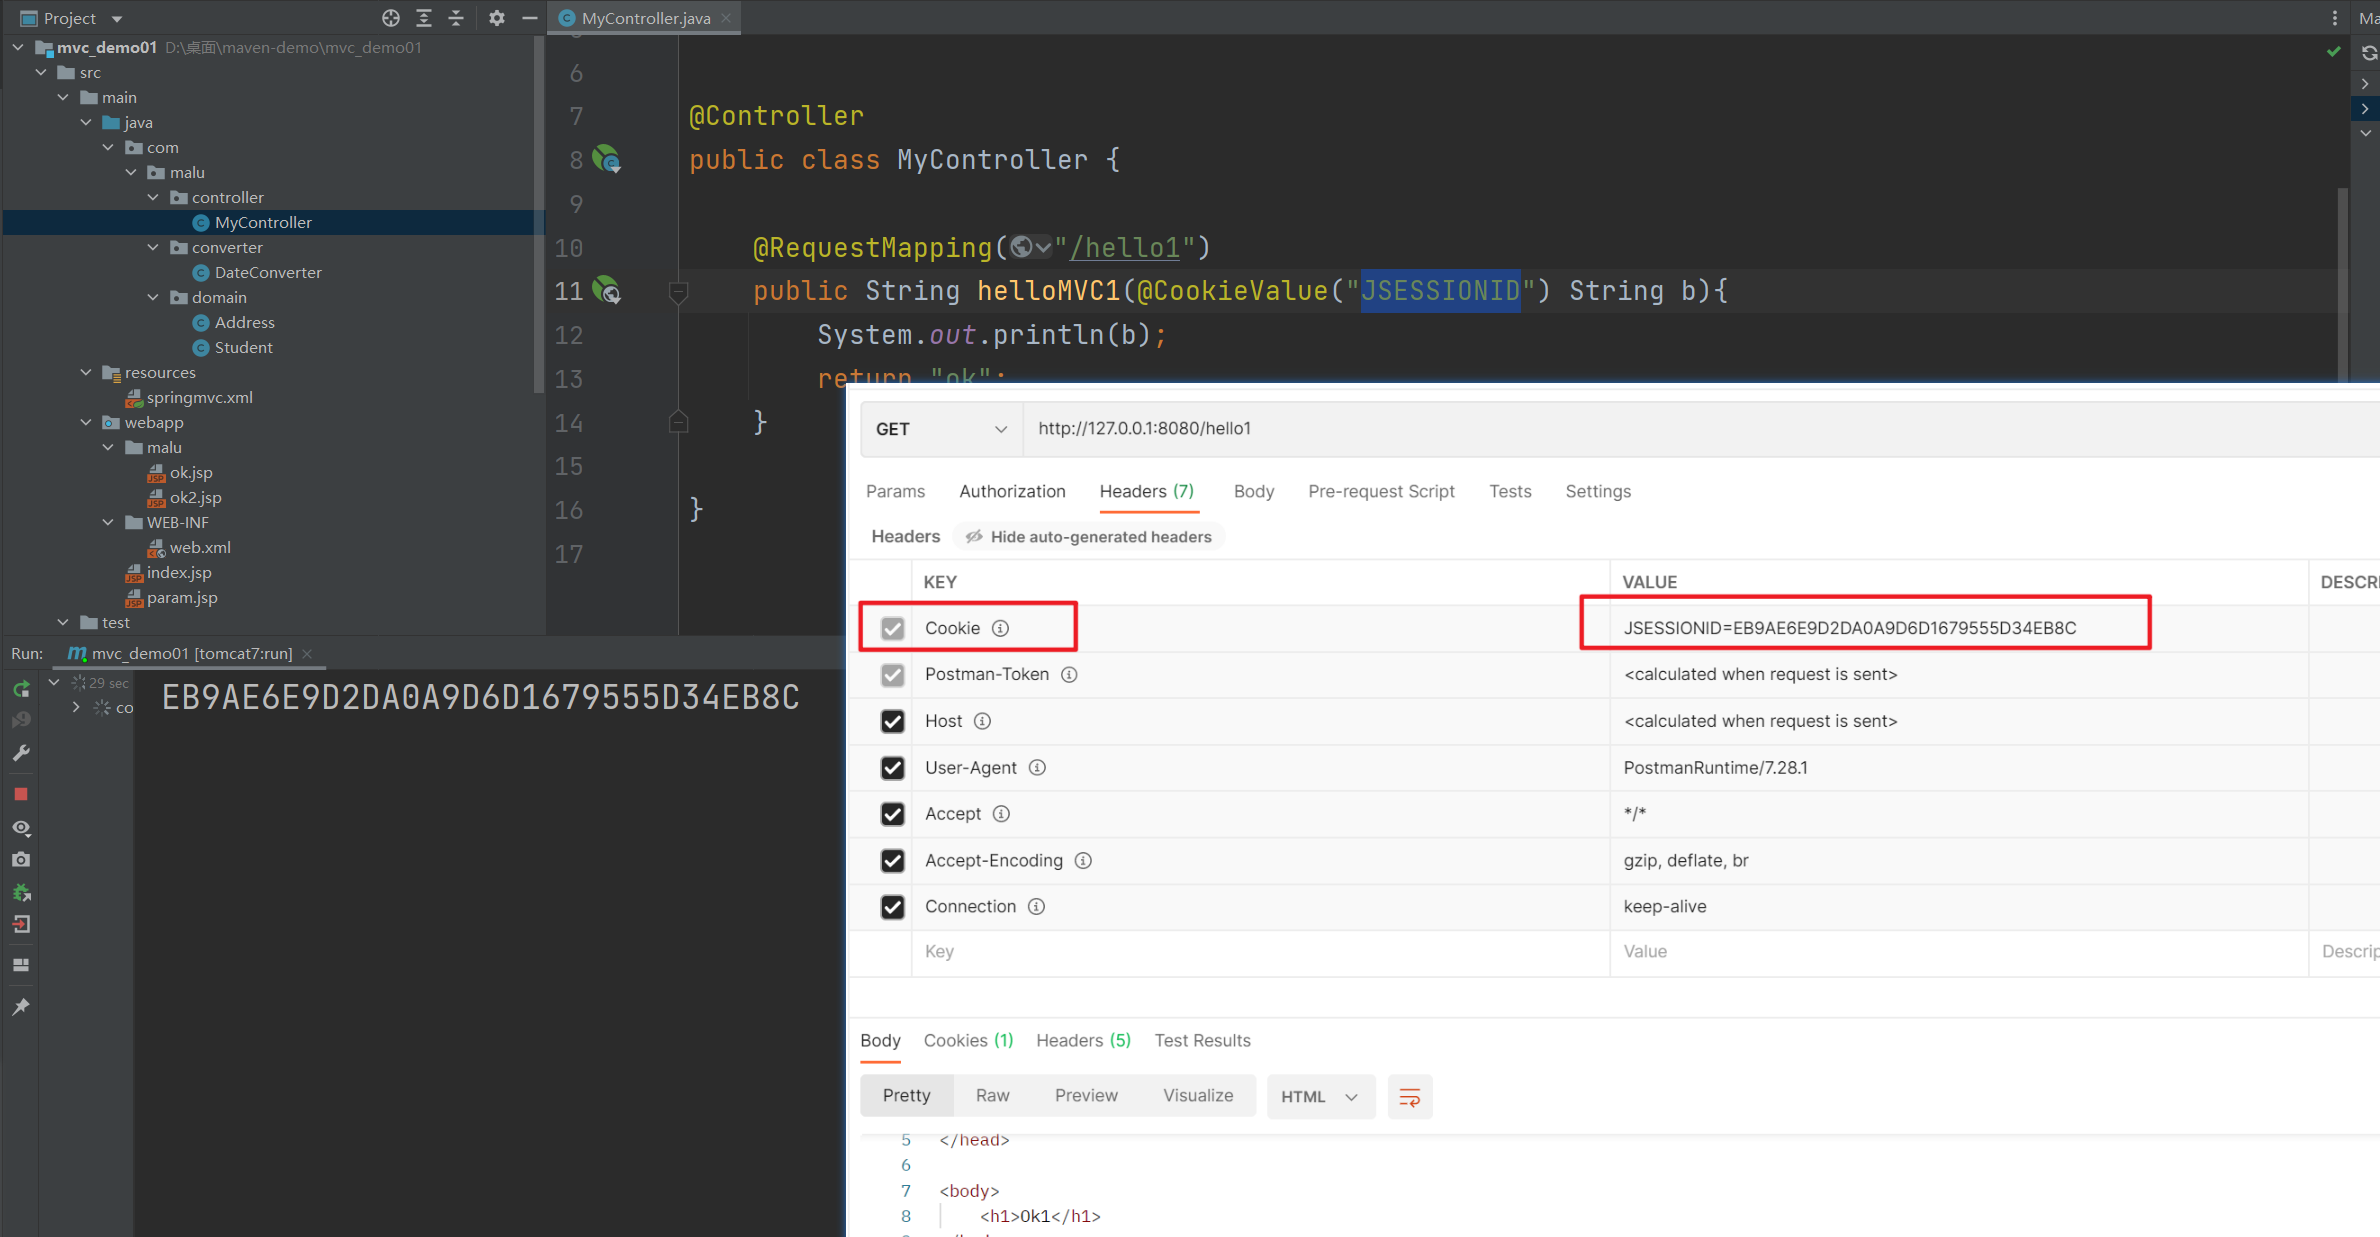 Project
mvc_demo01 D:\桌面\maven-demo\mvc_demo01
src
main
java
com
malu
controller
MyController
converter
DateConverter
domain
Address
Student
resources
springmvc.xml
webapp
malu
ok.jsp
ok2.jsp
WEB-INF
web.xml
index.jsp
param.jsp
test
MyController.java
Ma
6
7 @Controller
8 public class MyController {
9
10 @RequestMapping("/hello1")
11 public String helloMVC1(@CookieValue("JSESSIONID") String b){
12 System.out.println(b);
13 return "ok";
14 }
15
16 }
17
Run: mvc_demo01 [tomcat7:run]
29 sec
co
EB9AE6E9D2DA0A9D6D1679555D34EB8C
GET http://127.0.0.1:8080/hello1
Params Authorization Headers (7) Body Pre-request Script Tests Settings
Headers Hide auto-generated headers
KEY VALUE DESCRI
Cookie JSESSIONID=EB9AE6E9D2DA0A9D6D1679555D34EB8C
Postman-Token <calculated when request is sent>
Host <calculated when request is sent>
User-Agent PostmanRuntime/7.28.1
Accept */*
Accept-Encoding gzip, deflate, br
Connection keep-alive
Key Value Descrip
Body Cookies (1) Headers (5) Test Results
Pretty Raw Preview Visualize HTML
5 </head>
6
7 <body>
8 <h1>Ok1</h1>